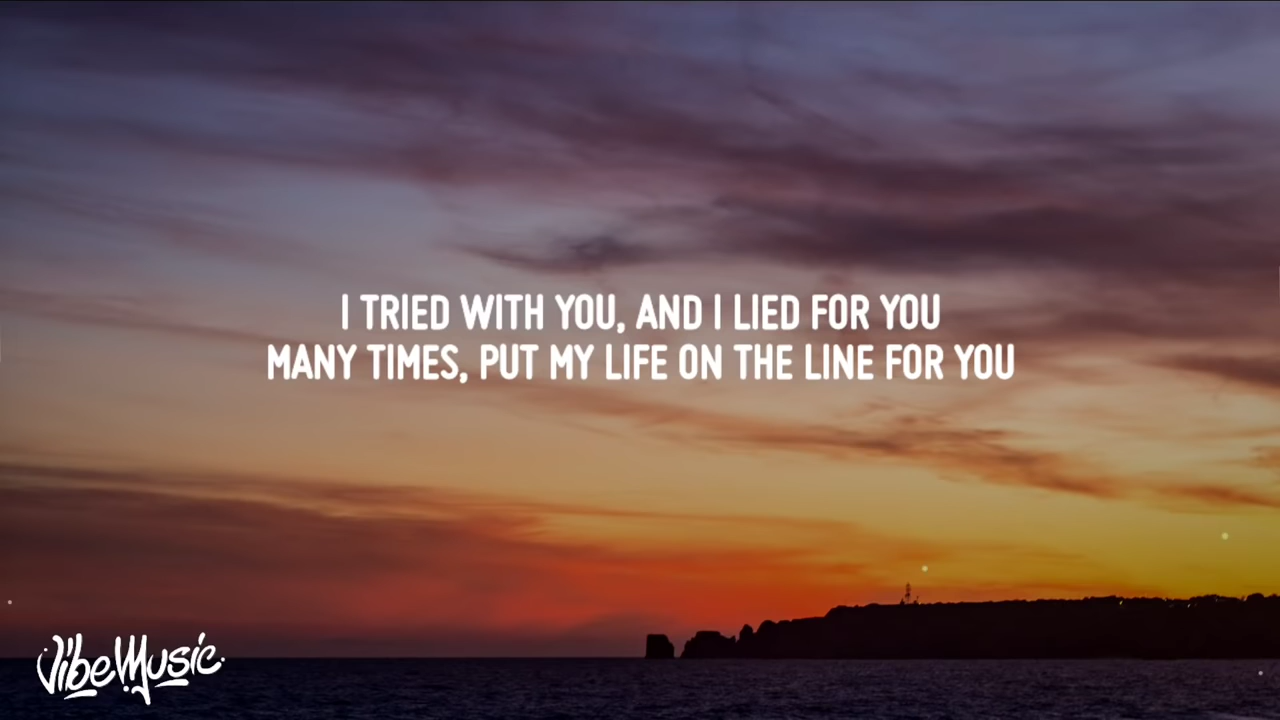 I TRIED WITH YOU, AND I LIED FOR YOU
MANY TIMES, PUT MY LIFE ON THE LINE FOR YOU
VibeMusic